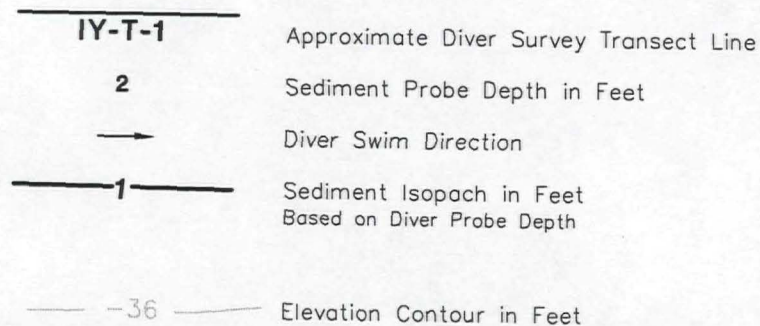 IY-T-1 Approximate Diver Survey Transect Line
2 Sediment Probe Depth in Feet
Diver Swim Direction
1 Sediment Isopach in Feet
Based on Diver Probe Depth
-36 Elevation Contour in Feet